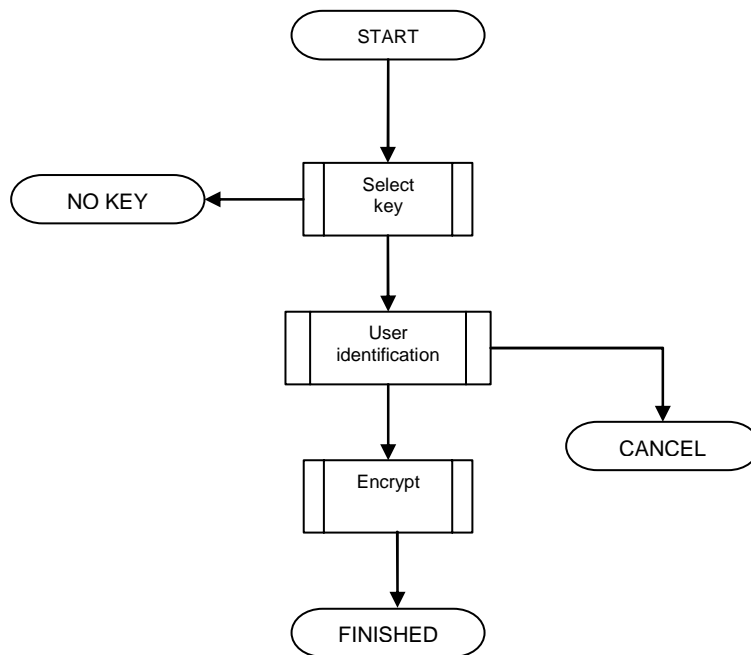 START
NO KEY
Select
key
User
identification
CANCEL
Encrypt
FINISHED